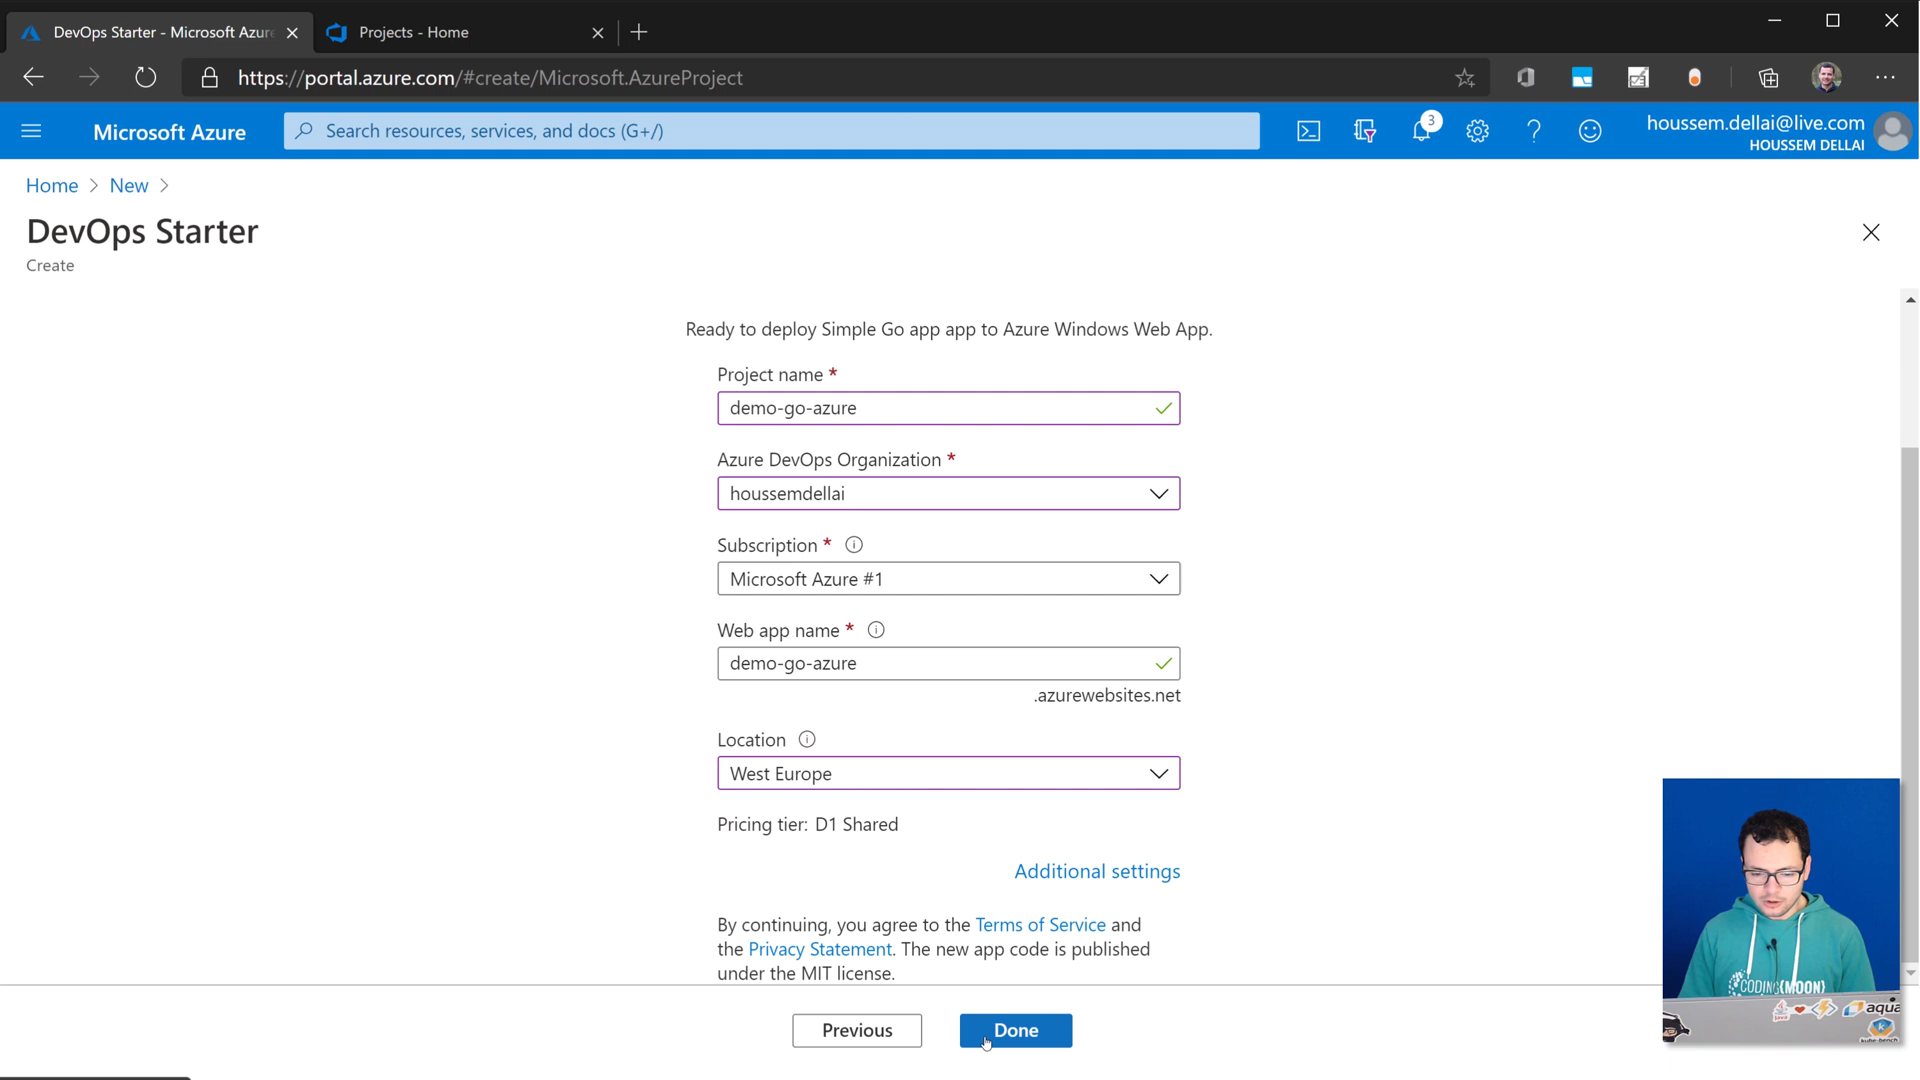 DevOps Starter - Microsoft Azure
Projects - Home
https://portal.azure.com/#create/Microsoft.AzureProject
Microsoft Azure
Search resources, services, and docs (G+/)
3
houssem.dellai@live.com
HOUSSEM DELLAI
Home > New >
DevOps Starter
Create
Ready to deploy Simple Go app app to Azure Windows Web App.
Project name *
demo-go-azure
Azure DevOps Organization *
houssemdellai
Subscription *
Microsoft Azure #1
Web app name *
demo-go-azure
.azurewebsites.net
Location
West Europe
Pricing tier: D1 Shared
Additional settings
By continuing, you agree to the Terms of Service and
the Privacy Statement. The new app code is published
under the MIT license.
Previous
Done
CODING{MOON}
Java
aqua
kube-bench